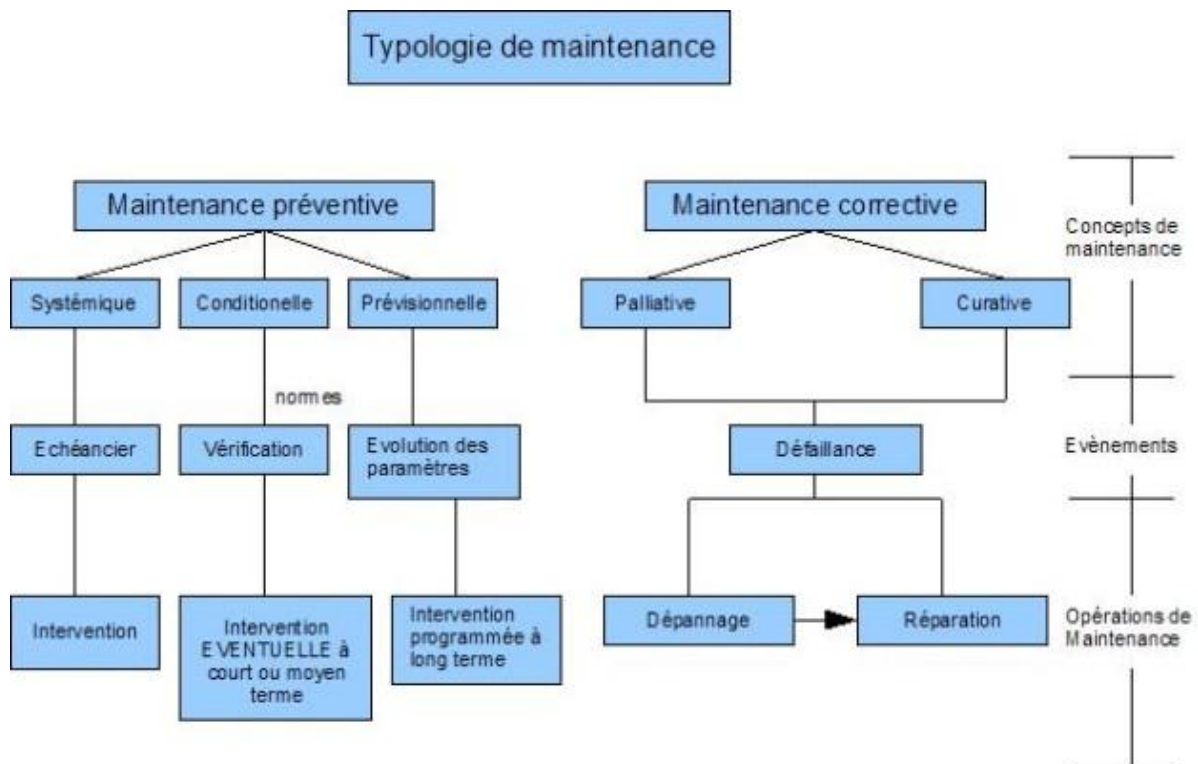 Typologie de maintenance
Maintenance préventive
Maintenance corrective
Concepts de
maintenance
Systémique
Conditionelle
Prévisionnelle
Palliative
Curative
normes
Echéancier
Vérification
Evolution des
paramètres
Défaillance
Evènements
Intervention
Intervention
EVENTUELLE à
court ou moyen
terme
Intervention
programmée à
long terme
Dépannage
Réparation
Opérations de
Maintenance